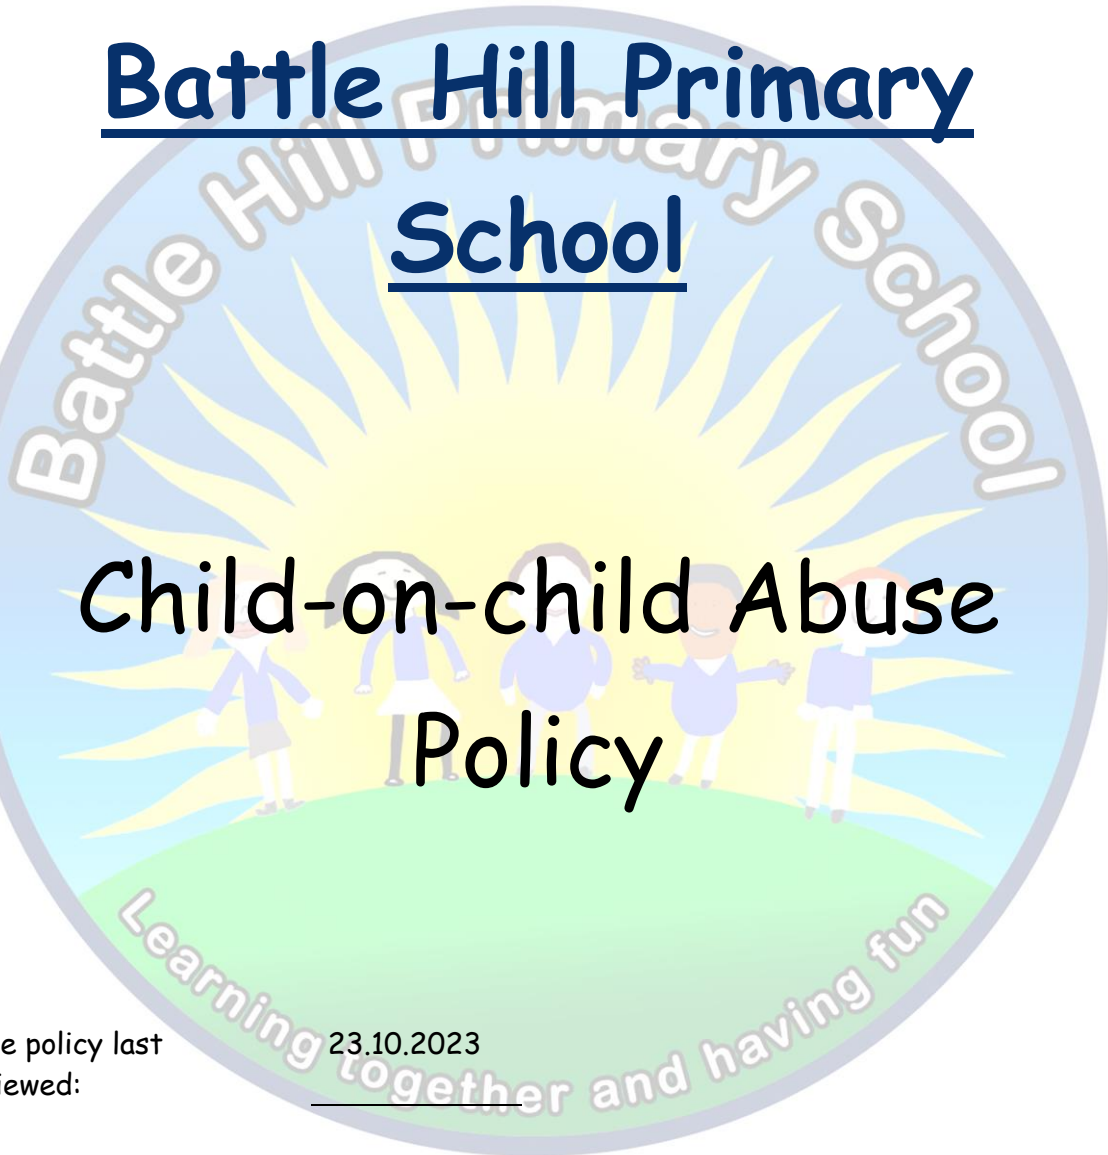 Battle Hill Primary
School
Battle Hill Primary School
Child-on-child Abuse
Policy
e policy last 23.10.2023
iewed:
Learning together and having fun